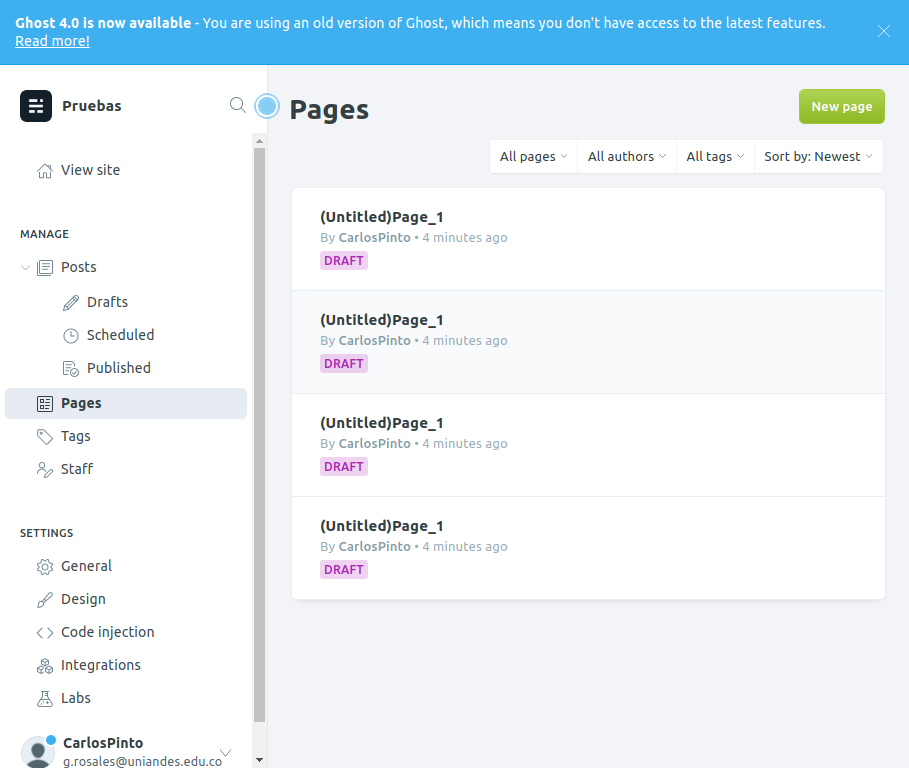 Ghost 4.0 is now available - You are using an old version of Ghost, which means you don't have access to the latest features.
Read more!
Pruebas
View site
MANAGE
Posts
Drafts
Scheduled
Published
Pages
Tags
Staff
SETTINGS
General
Design
Code injection
Integrations
Labs
CarlosPinto
g.rosales@uniandes.edu.co
Pages
New page
All pages All authors All tags Sort by: Newest
(Untitled)Page_1
By CarlosPinto • 4 minutes ago
DRAFT
(Untitled)Page_1
By CarlosPinto • 4 minutes ago
DRAFT
(Untitled)Page_1
By CarlosPinto • 4 minutes ago
DRAFT
(Untitled)Page_1
By CarlosPinto • 4 minutes ago
DRAFT